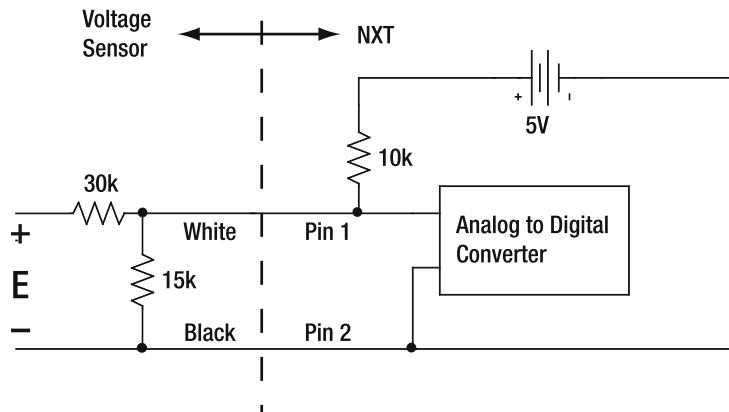 Voltage
Sensor
NXT
+ -
5V
10k
30k
White
Pin 1
Analog to Digital
Converter
+
E
15k
–
Black
Pin 2